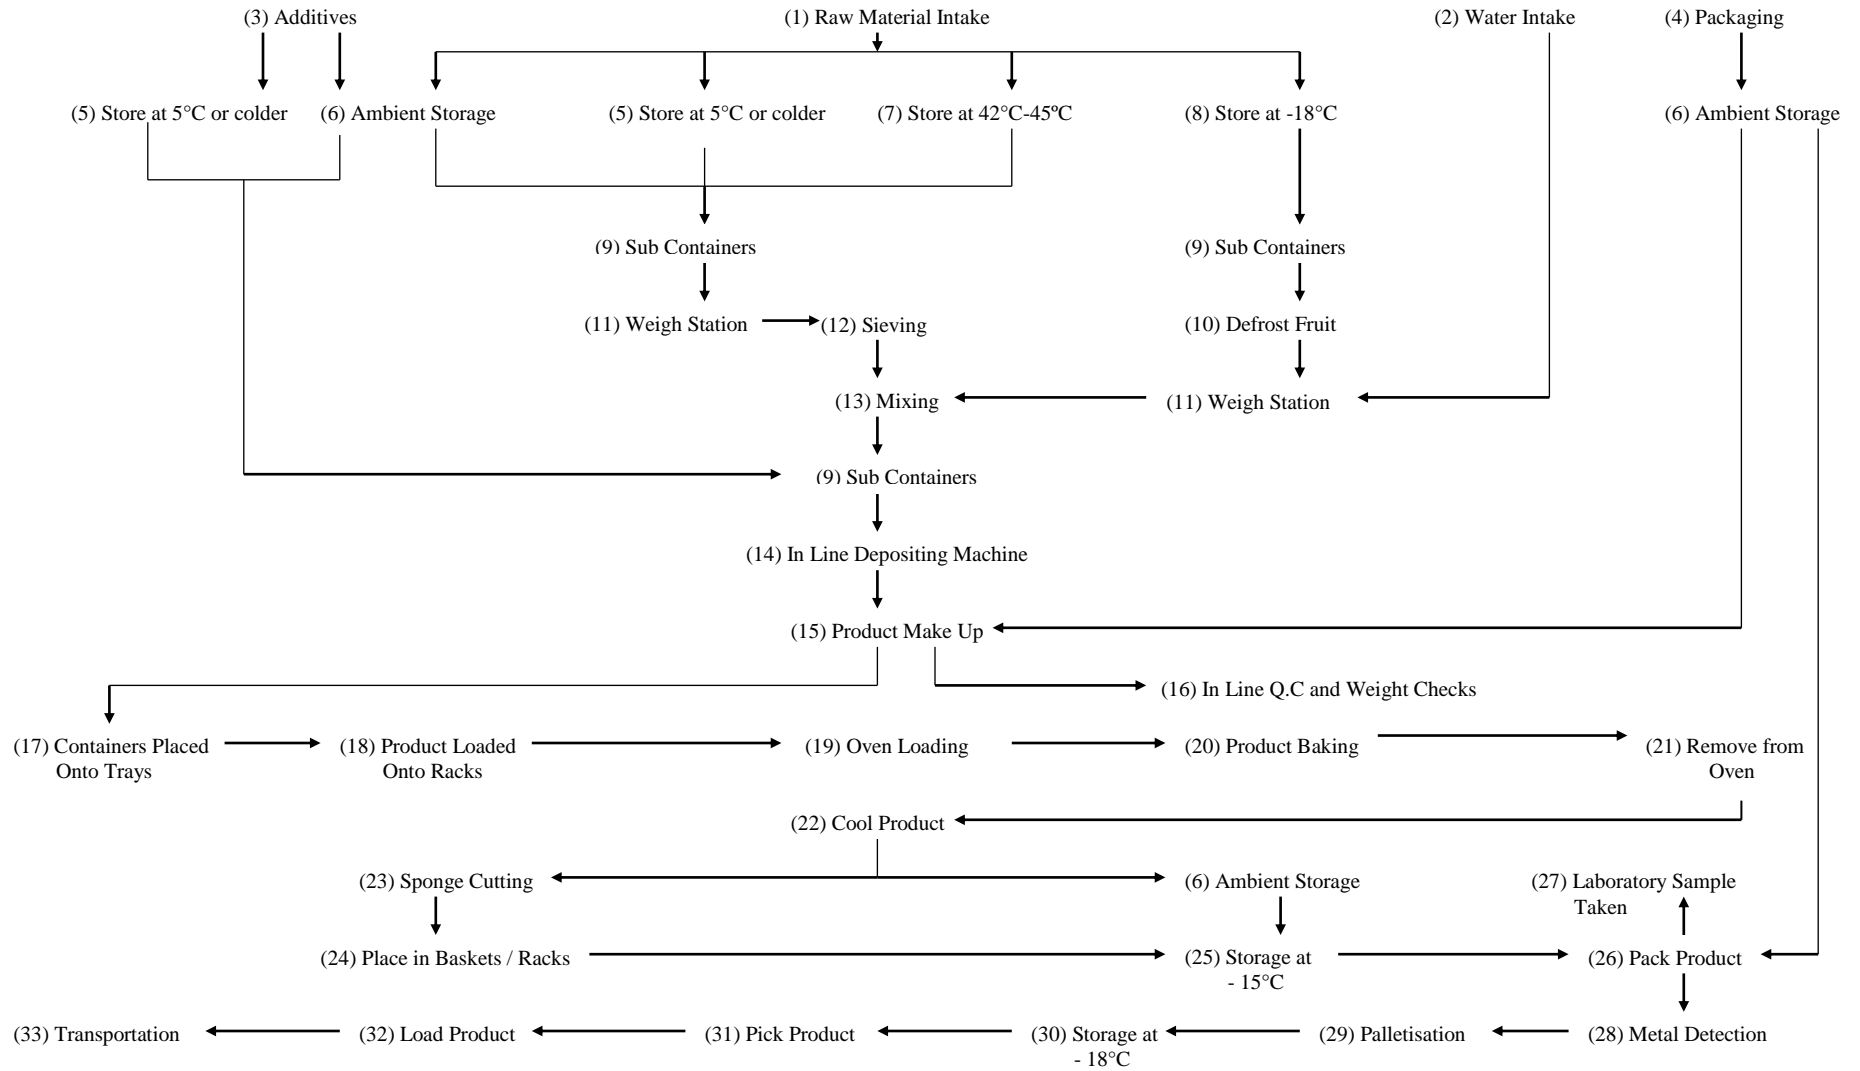 (3) Additives
(1) Raw Material Intake
(2) Water Intake
(4) Packaging
(5) Store at 5°C or colder
(6) Ambient Storage
(5) Store at 5°C or colder
(7) Store at 42°C-45°C
(8) Store at -18°C
(6) Ambient Storage
(9) Sub Containers
(9) Sub Containers
(11) Weigh Station
(12) Sieving
(10) Defrost Fruit
(13) Mixing
(11) Weigh Station
(9) Sub Containers
(14) In Line Depositing Machine
(15) Product Make Up
(16) In Line Q.C and Weight Checks
(17) Containers Placed
Onto Trays
(18) Product Loaded
Onto Racks
(19) Oven Loading
(20) Product Baking
(21) Remove from
Oven
(22) Cool Product
(23) Sponge Cutting
(6) Ambient Storage
(27) Laboratory Sample
Taken
(24) Place in Baskets / Racks
(25) Storage at
- 15°C
(26) Pack Product
(33) Transportation
(32) Load Product
(31) Pick Product
(30) Storage at
- 18°C
(29) Palletisation
(28) Metal Detection